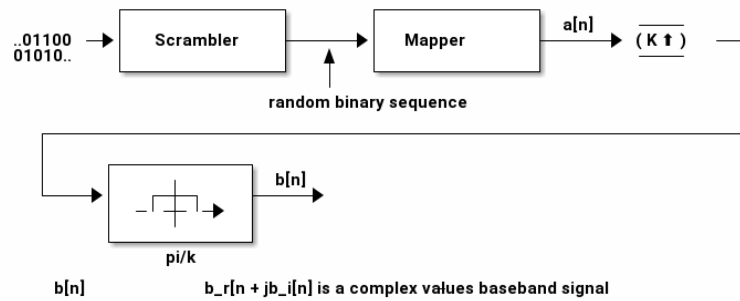 ..01100
01010..
Scrambler
Mapper
a[n]
( K ⬆ )
random binary sequence
b[n]
pi/k
b[n] b_r[n + jb_i[n] is a complex values baseband signal